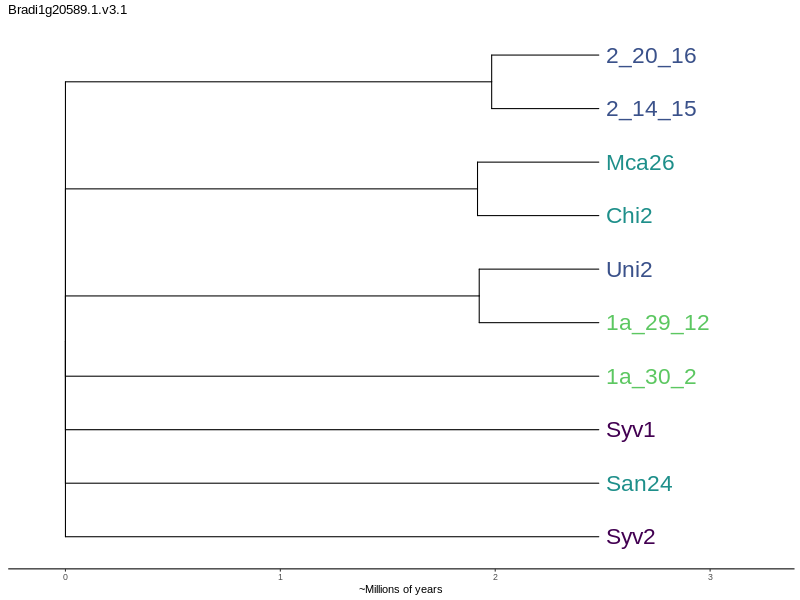 Bradi1g20589.1.v3.1
2_20_16
2_14_15
Mca26
Chi2
Uni2
1a_29_12
1a_30_2
Syv1
San24
Syv2
0 1 2 3
~Millions of years